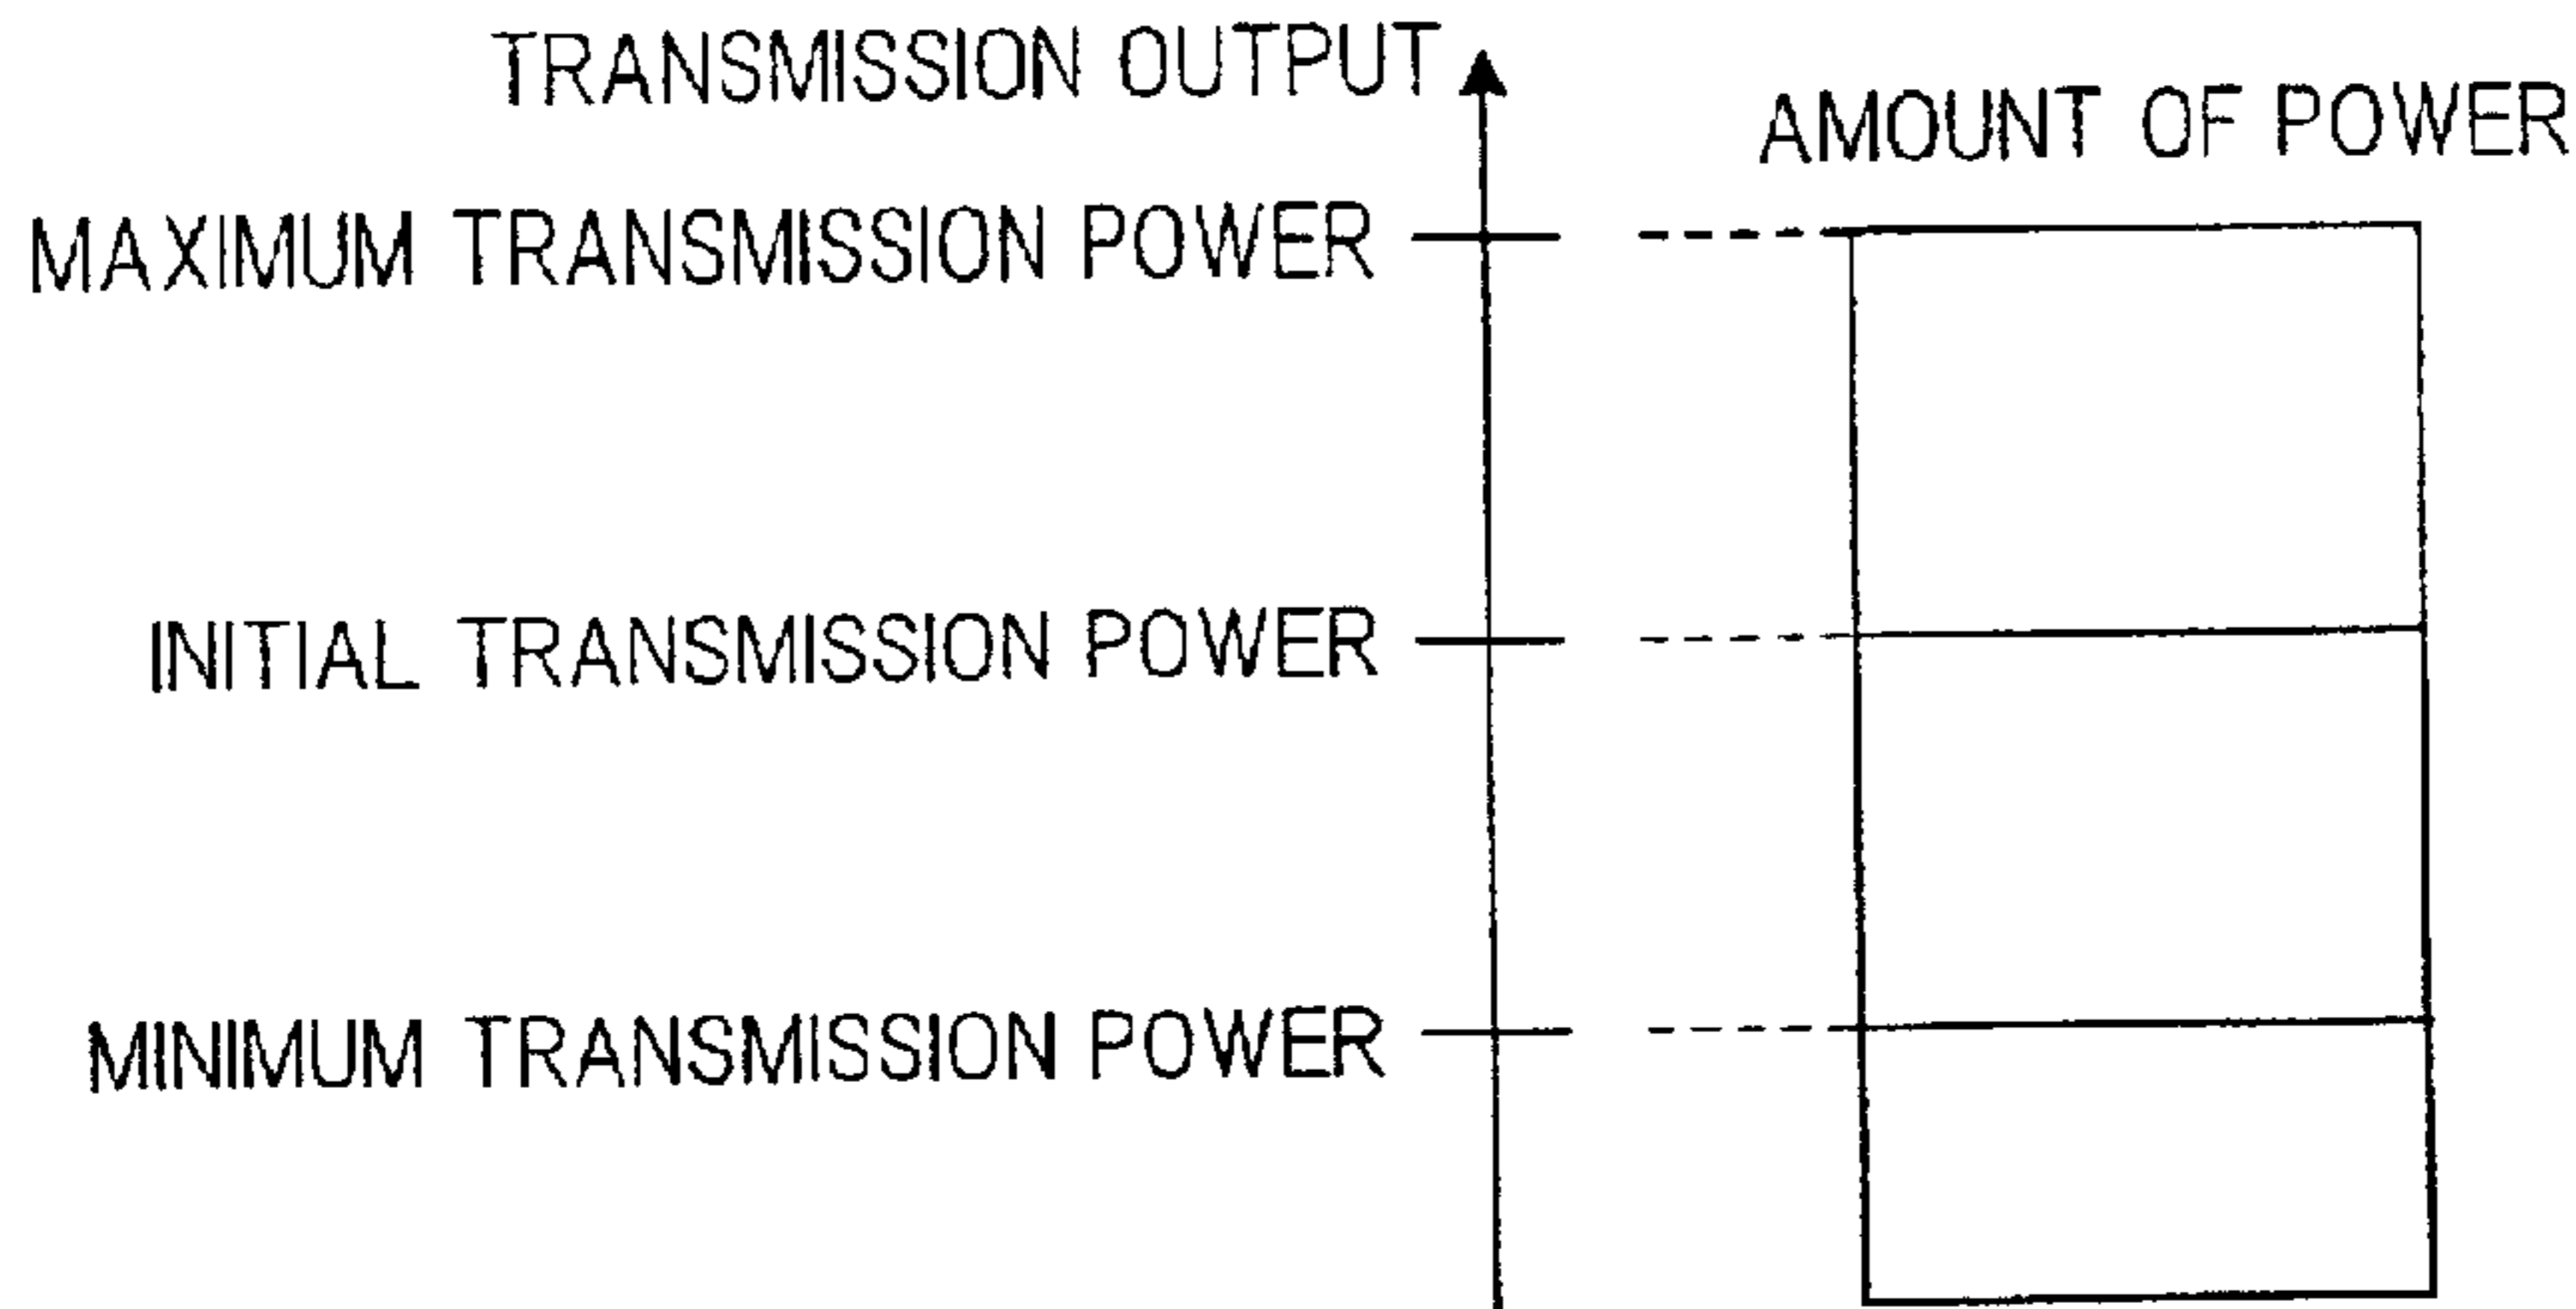 TRANSMISSION OUTPUT
AMOUNT OF POWER
MAXIMUM TRANSMISSION POWER
INITIAL TRANSMISSION POWER
MINIMUM TRANSMISSION POWER